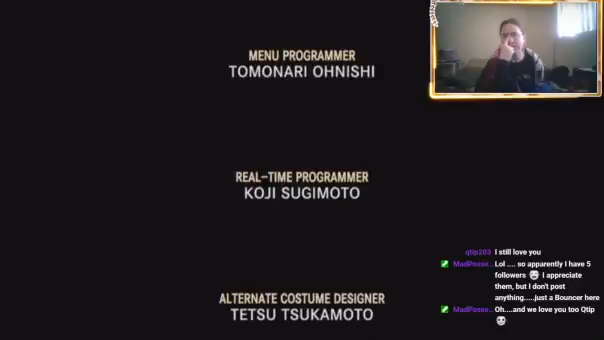 MENU PROGRAMMER
TOMONARI OHNISHI
REAL-TIME PROGRAMMER
KOJI SUGIMOTO
ALTERNATE COSTUME DESIGNER
TETSU TSUKAMOTO
qtip203 I still love you
MadPosse... Lol .... so apparently I have 5
followers I appreciate
them, but I don't post
anything.....just a Bouncer here
MadPosse... Oh....and we love you too Qtip